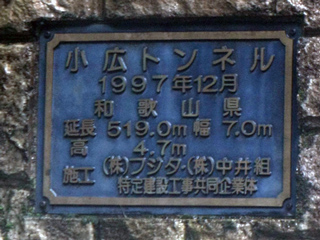 小広トンネル
1997年12月
和歌山県
延長 519.0m 幅 7.0m
高 4.7m
施工 (株)フジタ・(株)中井組
特定建設工事共同企業体